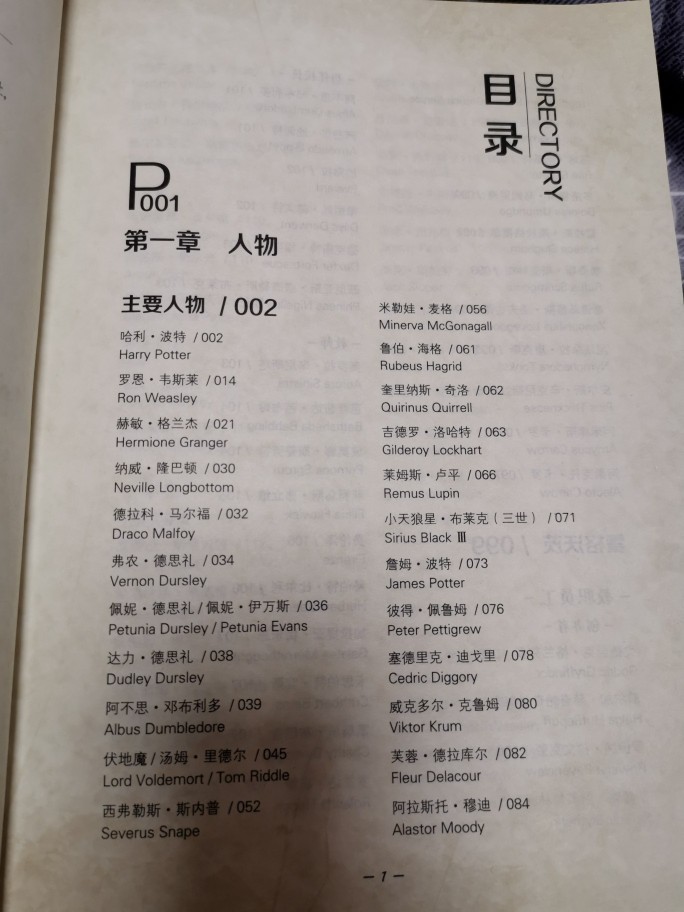 目录
DIRECTORY
P001
第一章 人物
主要人物 / 002
哈利·波特 / 002
Harry Potter
罗恩·韦斯莱 / 014
Ron Weasley
赫敏·格兰杰 / 021
Hermione Granger
纳威·隆巴顿 / 030
Neville Longbottom
德拉科·马尔福 / 032
Draco Malfoy
弗农·德思礼 / 034
Vernon Dursley
佩妮·德思礼 / 佩妮·伊万斯 / 036
Petunia Dursley / Petunia Evans
达力·德思礼 / 038
Dudley Dursley
阿不思·邓布利多 / 039
Albus Dumbledore
伏地魔 / 汤姆·里德尔 / 045
Lord Voldemort / Tom Riddle
西弗勒斯·斯内普 / 052
Severus Snape
米勒娃·麦格 / 056
Minerva McGonagall
鲁伯·海格 / 061
Rubeus Hagrid
奎里纳斯·奇洛 / 062
Quirinus Quirrell
吉德罗·洛哈特 / 063
Gilderoy Lockhart
莱姆斯·卢平 / 066
Remus Lupin
小天狼星·布莱克（三世） / 071
Sirius Black Ⅲ
詹姆·波特 / 073
James Potter
彼得·佩鲁姆 / 076
Peter Pettigrew
塞德里克·迪戈里 / 078
Cedric Diggory
威克多尔·克鲁姆 / 080
Viktor Krum
芙蓉·德拉库尔 / 082
Fleur Delacour
阿拉斯托·穆迪 / 084
Alastor Moody
— 1 —